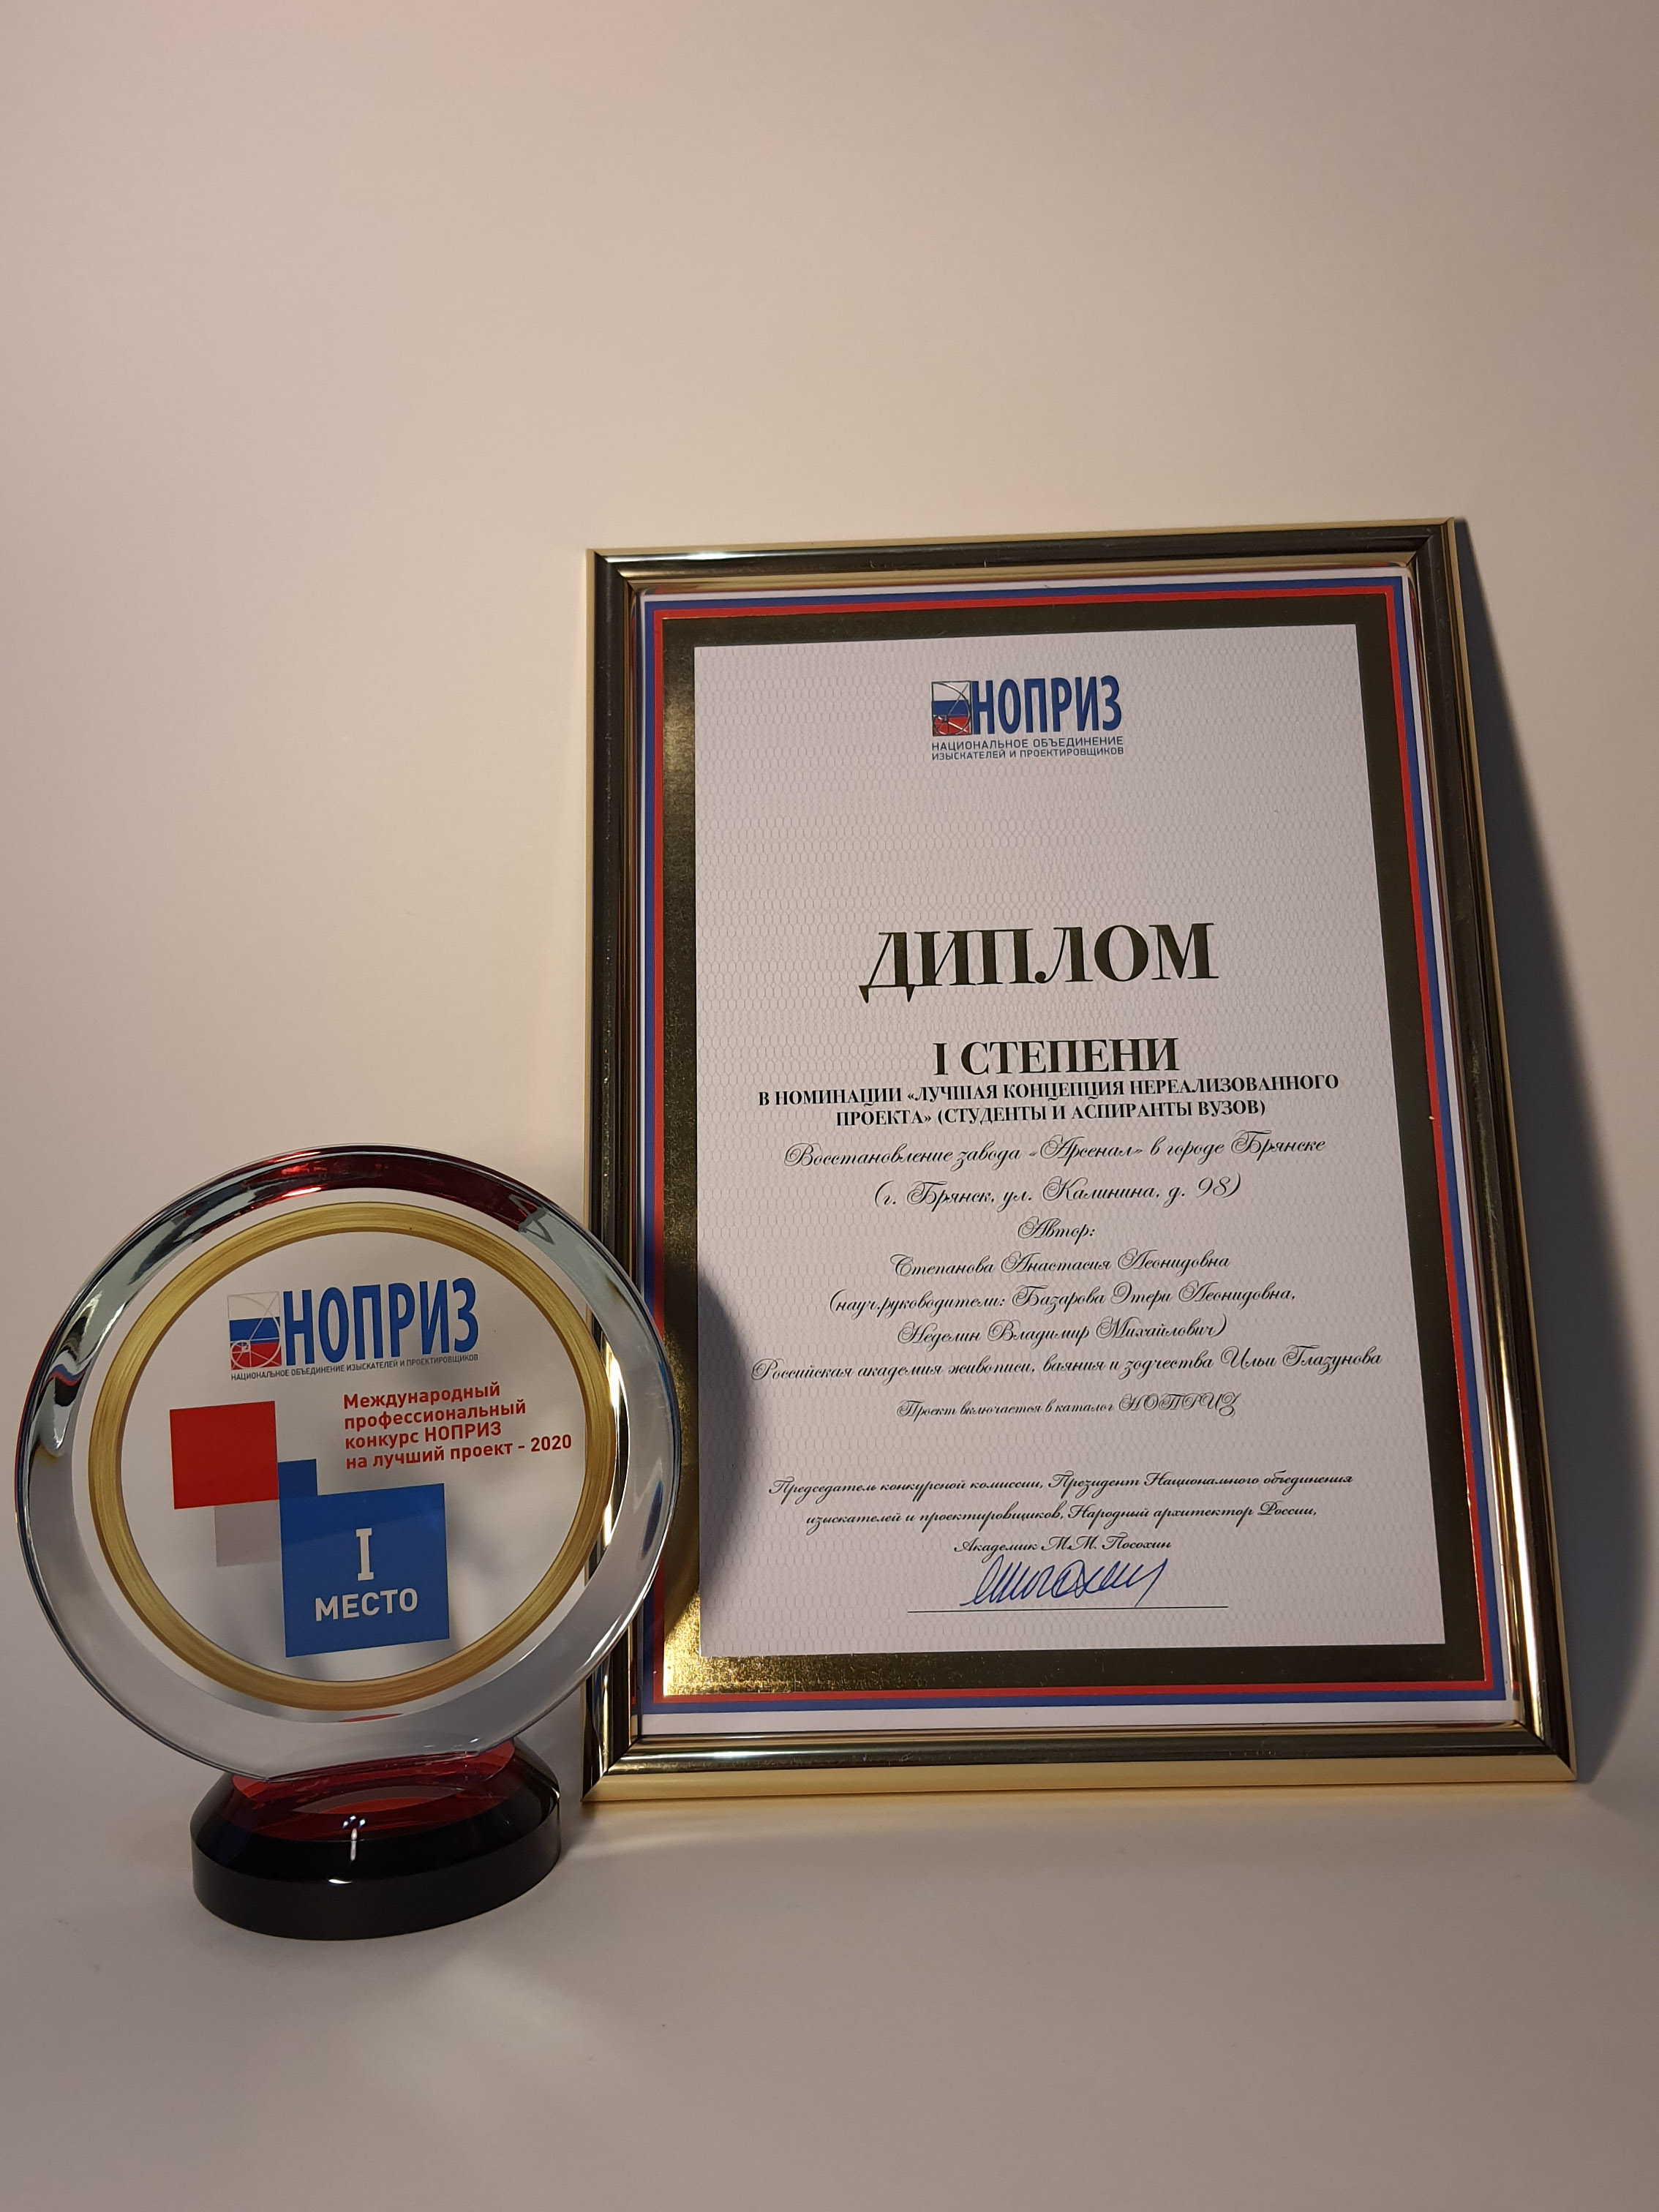 НОПРИЗ
НАЦИОНАЛЬНОЕ ОБЪЕДИНЕНИЕ
ИЗЫСКАТЕЛЕЙ И ПРОЕКТИРОВЩИКОВ
ДИПЛОМ
I СТЕПЕНИ
В НОМИНАЦИИ «ЛУЧШАЯ КОНЦЕПЦИЯ НЕРЕАЛИЗОВАННОГО
ПРОЕКТА» (СТУДЕНТЫ И АСПИРАНТЫ ВУЗОВ)
Восстановление завода «Арсенал» в городе Брянске
(г. Брянск, ул. Калинина, д. 98)
Автор:
Степанова Анастасия Леонидовна
(науч.руководители: Базарова Этери Леонидовна,
Неделин Владимир Михайлович)
Российская академия живописи, ваяния и зодчества Ильи Глазунова
Проект включается в каталог НОПРИЗ
Председатель конкурсной комиссии, Президент Национального объединения
изыскателей и проектировщиков, Народный архитектор России,
Академик М.М. Посохин
НОПРИЗ
НАЦИОНАЛЬНОЕ ОБЪЕДИНЕНИЕ ИЗЫСКАТЕЛЕЙ И ПРОЕКТИРОВЩИКОВ
Международный
профессиональный
конкурс НОПРИЗ
на лучший проект - 2020
I
МЕСТО